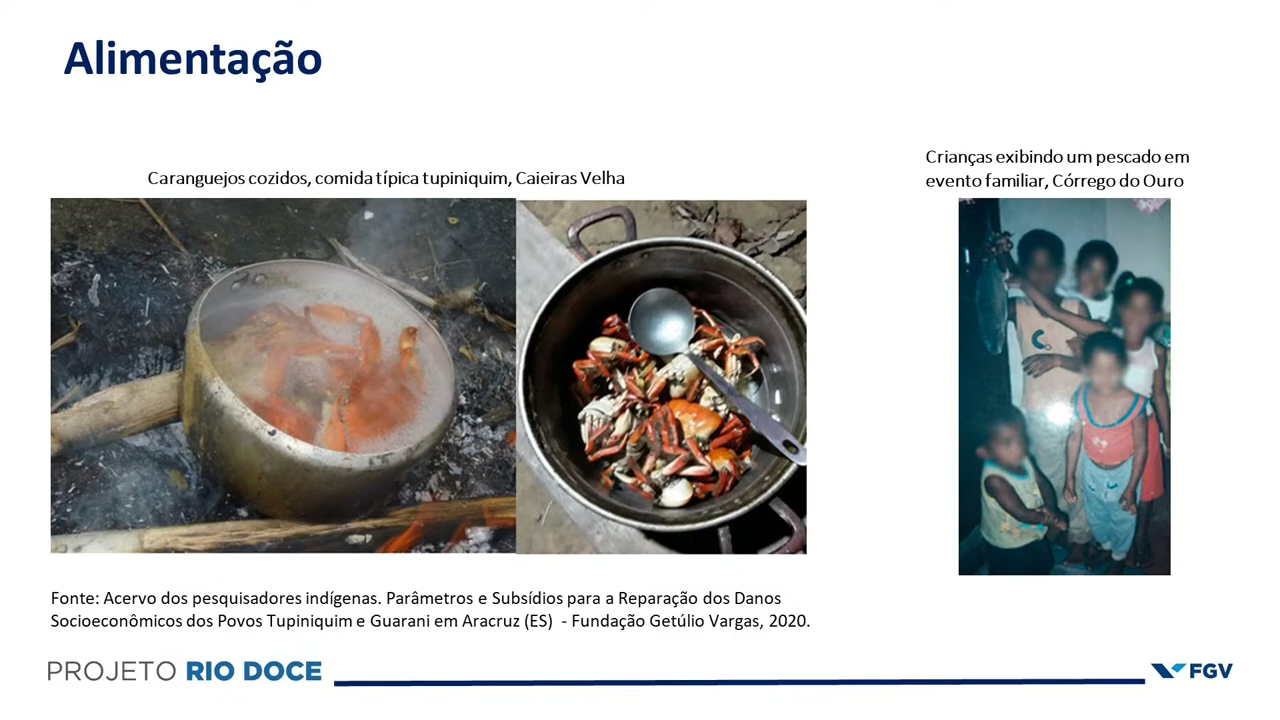 Alimentação
Caranguejos cozidos, comida típica tupiniquim, Caieiras Velha
Crianças exibindo um pescado em
evento familiar, Córrego do Ouro
Fonte: Acervo dos pesquisadores indígenas. Parâmetros e Subsídios para a Reparação dos Danos
Socioeconômicos dos Povos Tupiniquim e Guarani em Aracruz (ES)  - Fundação Getúlio Vargas, 2020.
PROJETO RIO DOCE
FGV